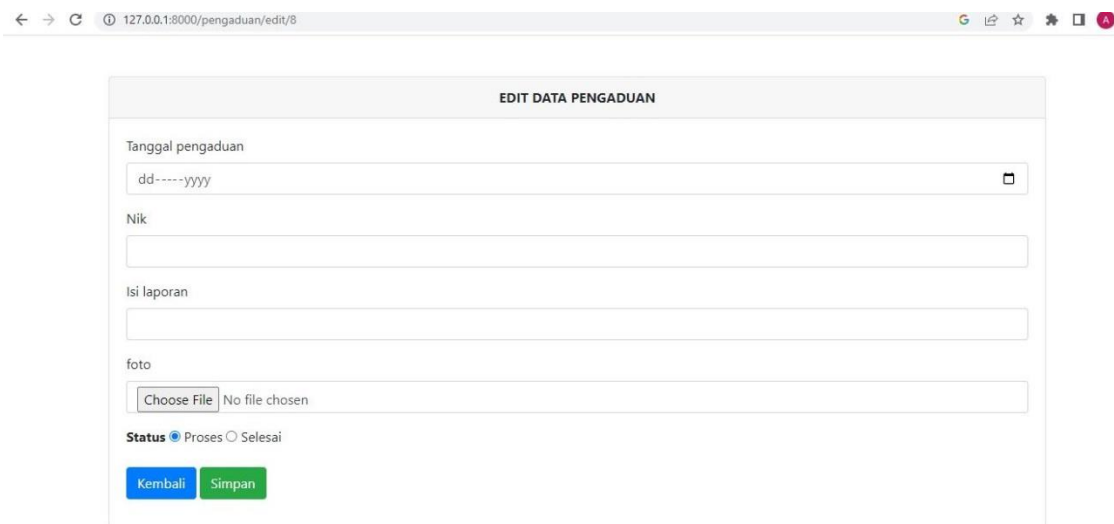 127.0.0.1:8000/pengaduan/edit/8
G
A
EDIT DATA PENGADUAN
Tanggal pengaduan
dd-----yyyy
Nik
Isi laporan
foto
Choose File No file chosen
Status Proses Selesai
Kembali Simpan